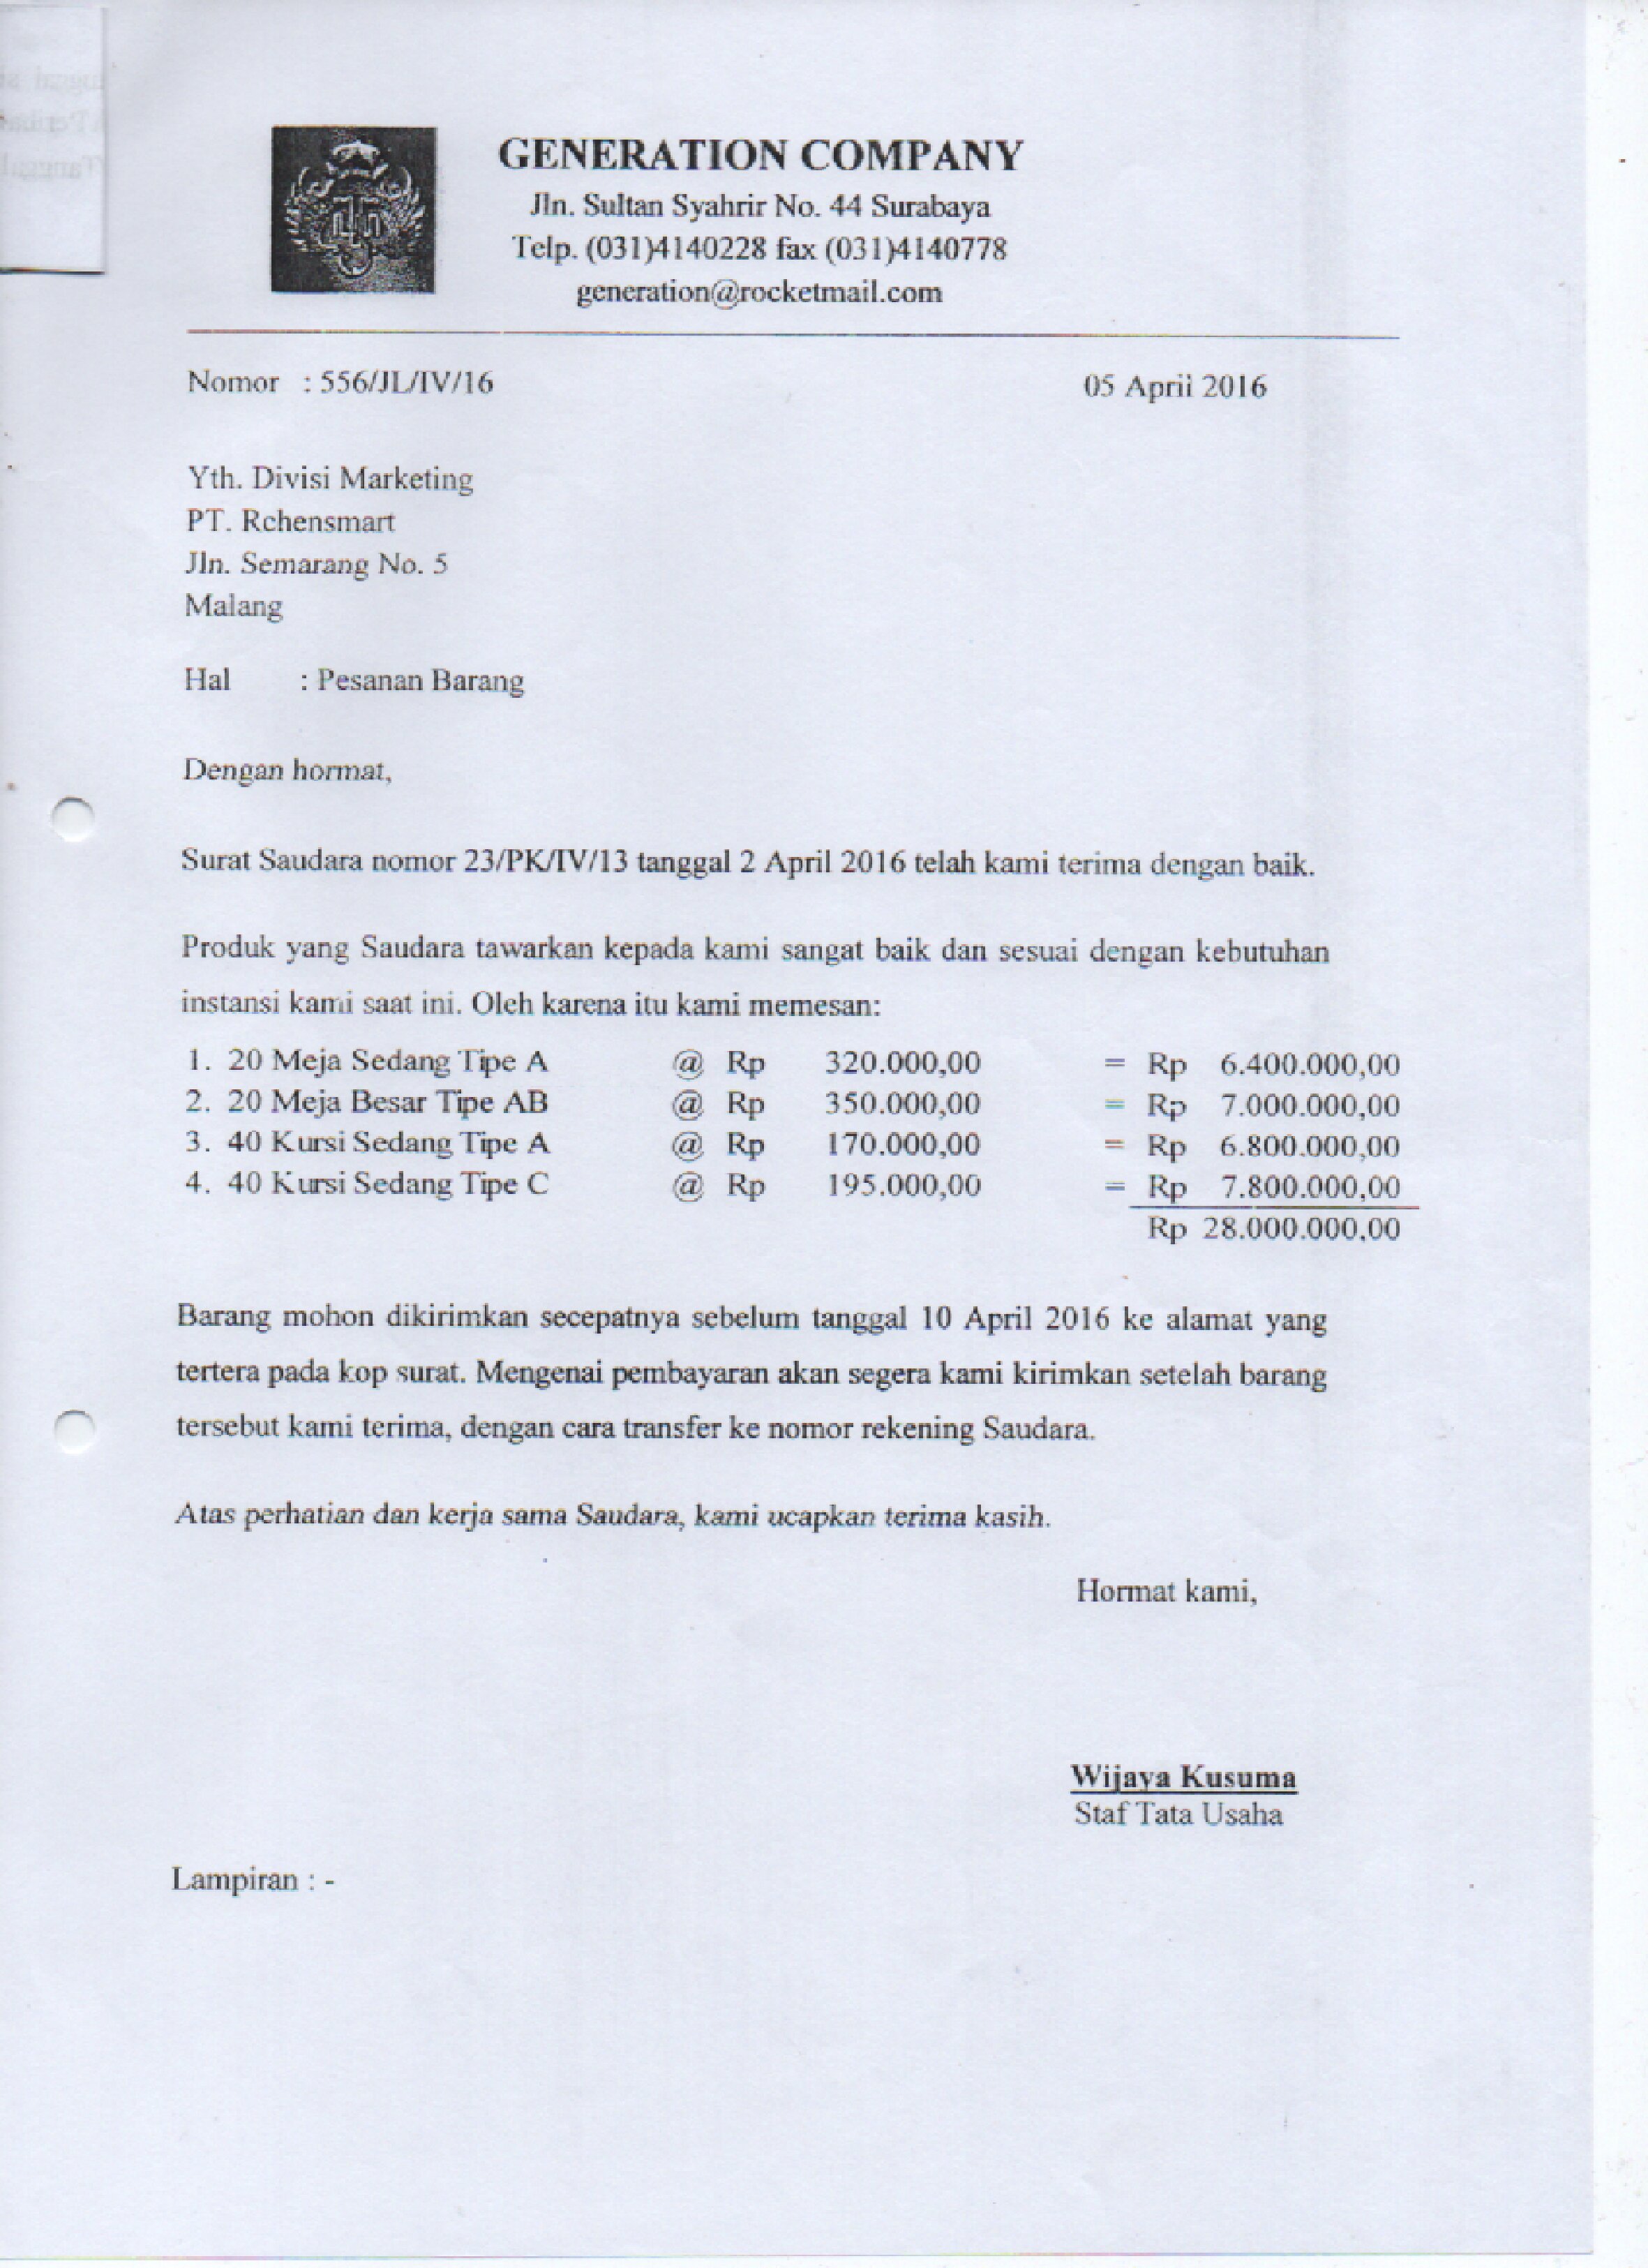 GENERATION COMPANY
Jln. Sultan Syahrir No. 44 Surabaya
Telp. (031)4140228 fax (031)4140778
generation@rocketmail.com
Nomor : 556/JL/IV/16 05 April 2016
Yth. Divisi Marketing
PT. Rchensmart
Jln. Semarang No. 5
Malang
Hal : Pesanan Barang
Dengan hormat,
Surat Saudara nomor 23/PK/IV/13 tanggal 2 April 2016 telah kami terima dengan baik.
Produk yang Saudara tawarkan kepada kami sangat baik dan sesuai dengan kebutuhan
instansi kami saat ini. Oleh karena itu kami memesan:
1. 20 Meja Sedang Tipe A @ Rp 320.000,00 = Rp 6.400.000,00
2. 20 Meja Besar Tipe AB @ Rp 350.000,00 = Rp 7.000.000,00
3. 40 Kursi Sedang Tipe A @ Rp 170.000,00 = Rp 6.800.000,00
4. 40 Kursi Sedang Tipe C @ Rp 195.000,00 = Rp 7.800.000,00
Rp 28.000.000,00
Barang mohon dikirimkan secepatnya sebelum tanggal 10 April 2016 ke alamat yang
tertera pada kop surat. Mengenai pembayaran akan segera kami kirimkan setelah barang
tersebut kami terima, dengan cara transfer ke nomor rekening Saudara.
Atas perhatian dan kerja sama Saudara, kami ucapkan terima kasih.
Hormat kami,
Wijaya Kusuma
Staf Tata Usaha
Lampiran : -